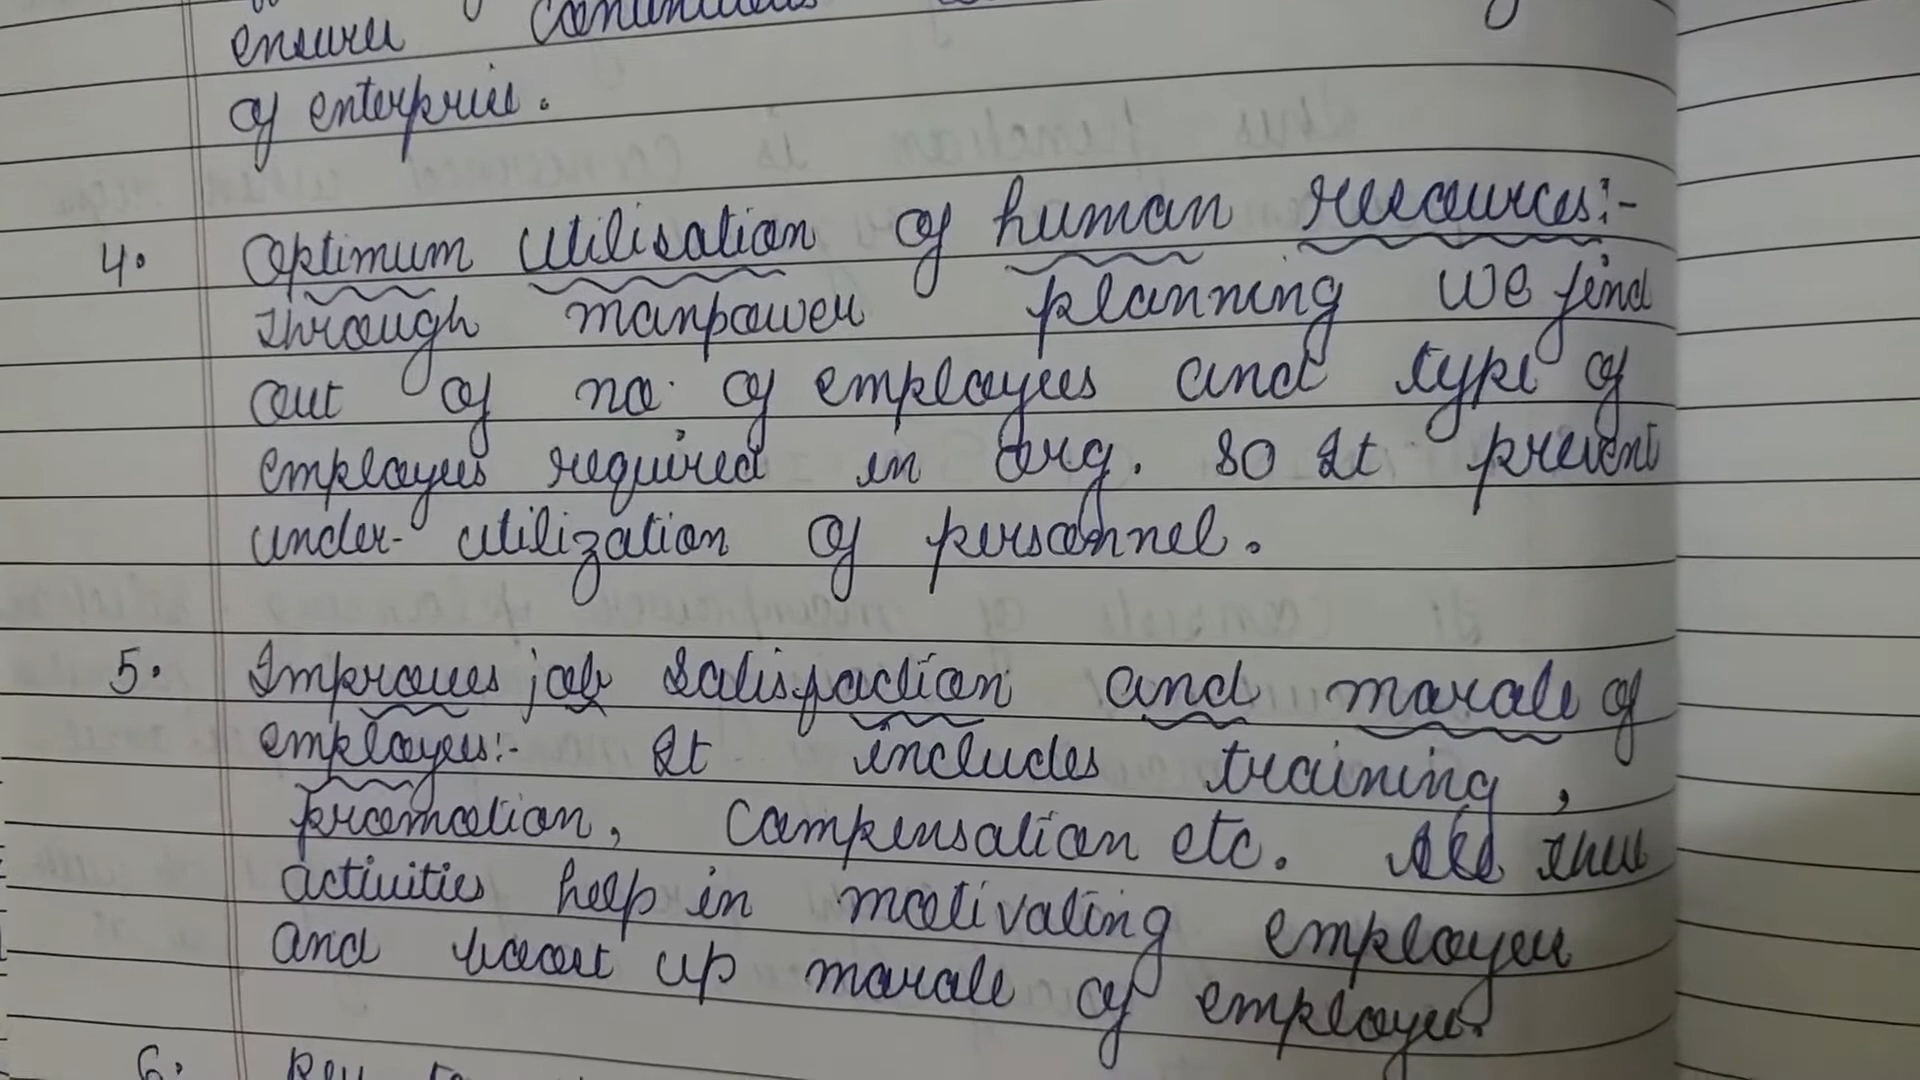 ensure
of enterprise.
4. Optimum utilisation of human resources:-
Through manpower planning we find
out of no. of employees and type of
employees required in org. so It prevent
under-utilization of personnel.
5. Improves job satisfaction and morale of
employees:- It includes training,
promotion, compensation etc. All these
activities help in motivating employees
and boost up morale of employees.
6.